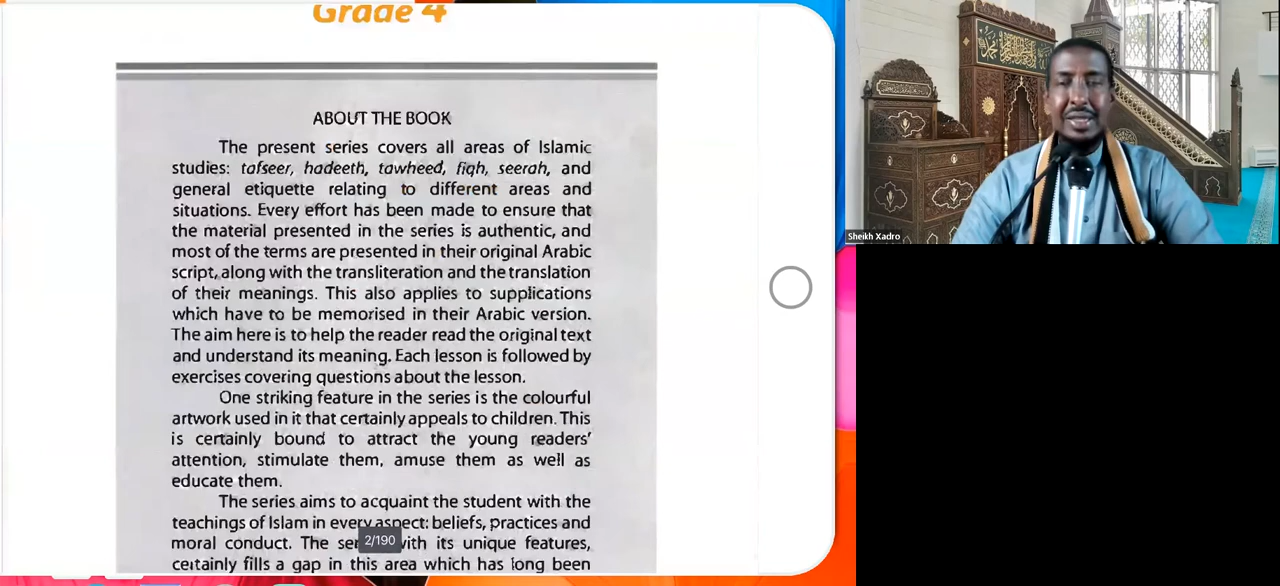 Grade 4
ABOUT THE BOOK
The present series covers all areas of Islamic
studies: tafseer, hadeeth, tawheed, fiqh, seerah, and
general etiquette relating to different areas and
situations. Every effort has been made to ensure that
the material presented in the series is authentic, and
most of the terms are presented in their original Arabic
script, along with the transliteration and the translation
of their meanings. This also applies to supplications
which have to be memorised in their Arabic version.
The aim here is to help the reader read the original text
and understand its meaning. Each lesson is followed by
exercises covering questions about the lesson.
One striking feature in the series is the colourful
artwork used in it that certainly appeals to children. This
is certainly bound to attract the young readers'
attention, stimulate them, amuse them as well as
educate them.
The series aims to acquaint the student with the
teachings of Islam in every aspect: beliefs, practices and
moral conduct. The with its unique features,
certainly fills a gap in this area which has long been
2/190
Sheikh Xadro